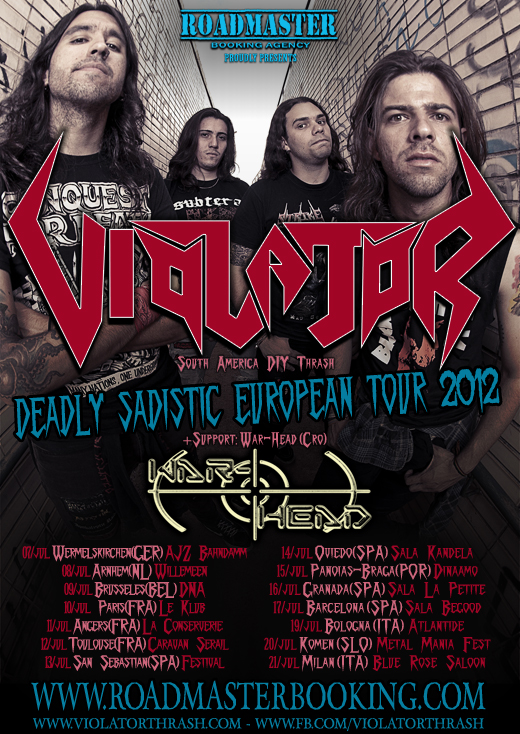 ROADMASTER
BOOKING AGENCY
PROUDLY PRESENTS
CONQUEST
subtera
VIOLATOR
South America DIY Thrash
DEADLY SADISTIC EUROPEAN TOUR 2012
+Support: War-Head (Cro)
WAR-HEAD
07/Jul Wermelskirchen(GER) AJZ Bahndamm
08/Jul Arnhem(NL) Willemeen
09/Jul Brusseles(BEL) DNA
10/Jul Paris(FRA) Le Klub
11/Jul Angers(FRA) La Conserverie
12/Jul Toulouse(FRA) Caravan Serail
13/Jul San Sebastian(SPA) Festival
14/Jul Oviedo(SPA) Sala Kandela
15/Jul Panoias-Braga(POR) Dinaamo
16/Jul Granada(SPA) Sala La Petite
17/Jul Barcelona(SPA) Sala Begood
19/Jul Bologna(ITA) Atlantide
20/Jul Komen(SLO) Metal Mania Fest
21/Jul Milan(ITA) Blue Rose Saloon
WWW.ROADMASTERBOOKING.COM
WWW.VIOLATORTHRASH.COM - WWW.FB.COM/VIOLATORTHRASH